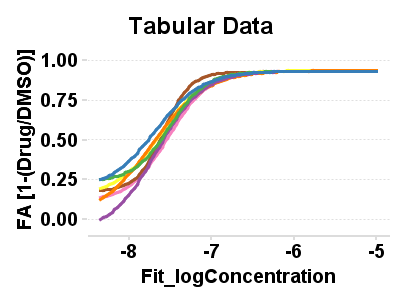 Tabular Data
FA [1-(Drug/DMSO)]
1.00
0.75
0.50
0.25
0.00
-8 -7 -6 -5
Fit_logConcentration